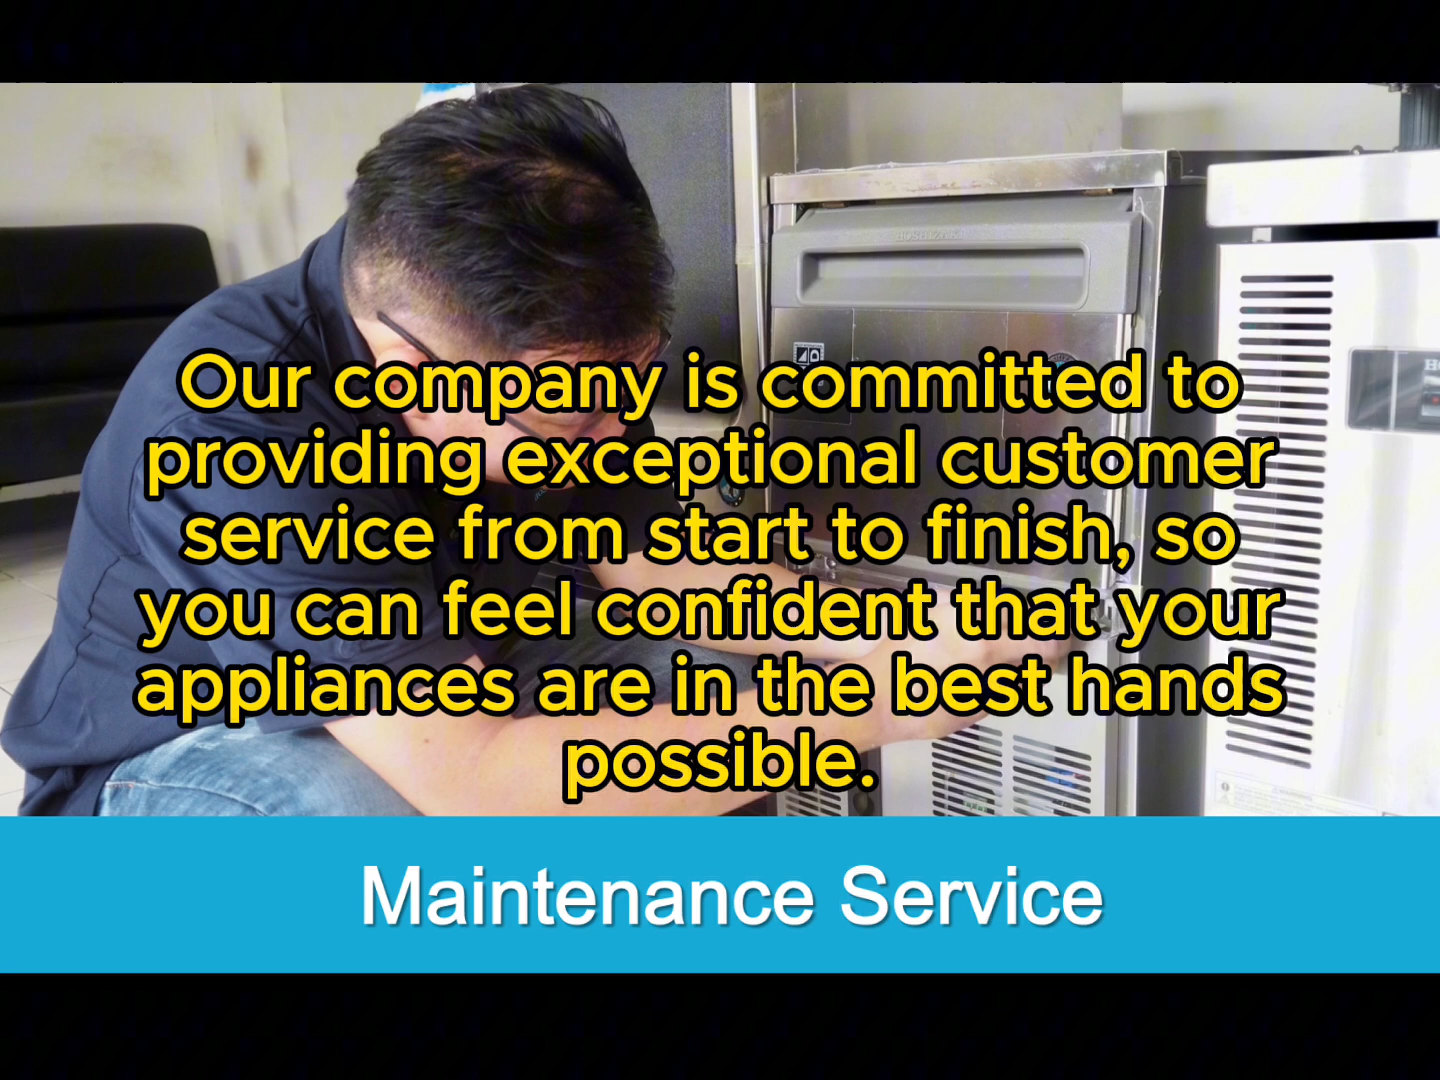 HOSHIZAKI
Our company is committed to
providing exceptional customer
service from start to finish, so
you can feel confident that your
appliances are in the best hands
possible.
Maintenance Service